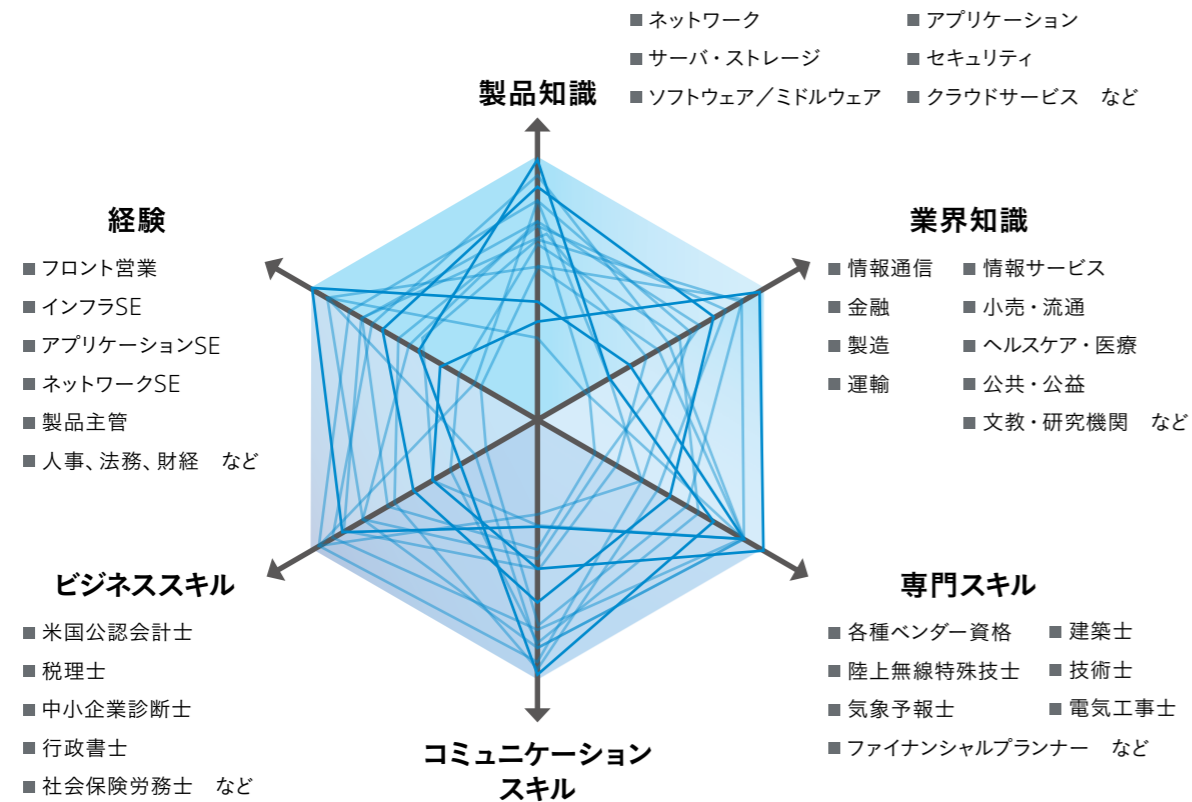 製品知識
■ ネットワーク
■ サーバ・ストレージ
■ ソフトウェア／ミドルウェア
■ アプリケーション
■ セキュリティ
■ クラウドサービス　など
経験
■ フロント営業
■ インフラSE
■ アプリケーションSE
■ ネットワークSE
■ 製品主管
■ 人事、法務、財経　など
業界知識
■ 情報通信
■ 金融
■ 製造
■ 運輸
■ 情報サービス
■ 小売・流通
■ ヘルスケア・医療
■ 公共・公益
■ 文教・研究機関　など
ビジネススキル
■ 米国公認会計士
■ 税理士
■ 中小企業診断士
■ 行政書士
■ 社会保険労務士　など
コミュニケーション
スキル
専門スキル
■ 各種ベンダー資格
■ 陸上無線特殊技士
■ 気象予報士
■ ファイナンシャルプランナー　など
■ 建築士
■ 技術士
■ 電気工事士